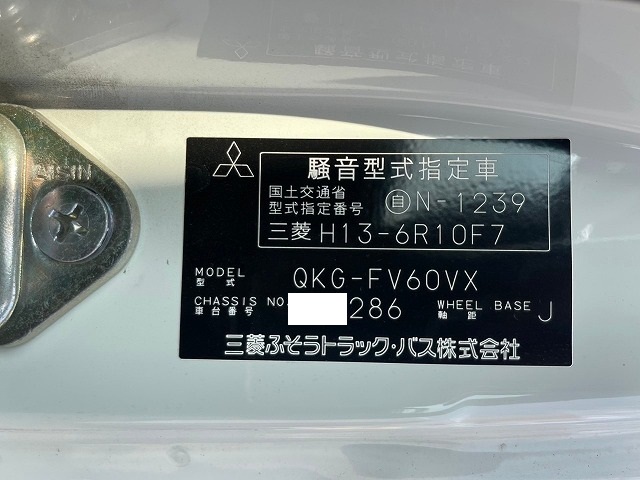 AISIN
騒音型式指定車
国土交通省
型式指定番号 自 N-1239
三菱 H13-6R10F7
MODEL
型式 QKG-FV60VX
CHASSIS NO. 286 WHEEL BASE J
車台番号 軸距
三菱ふそうトラック・バス株式会社